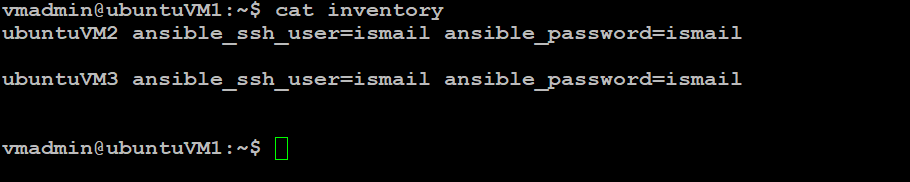 vmadmin@ubuntuVM1:~$ cat inventory
ubuntuVM2 ansible_ssh_user=ismail ansible_password=ismail
ubuntuVM3 ansible_ssh_user=ismail ansible_password=ismail
vmadmin@ubuntuVM1:~$